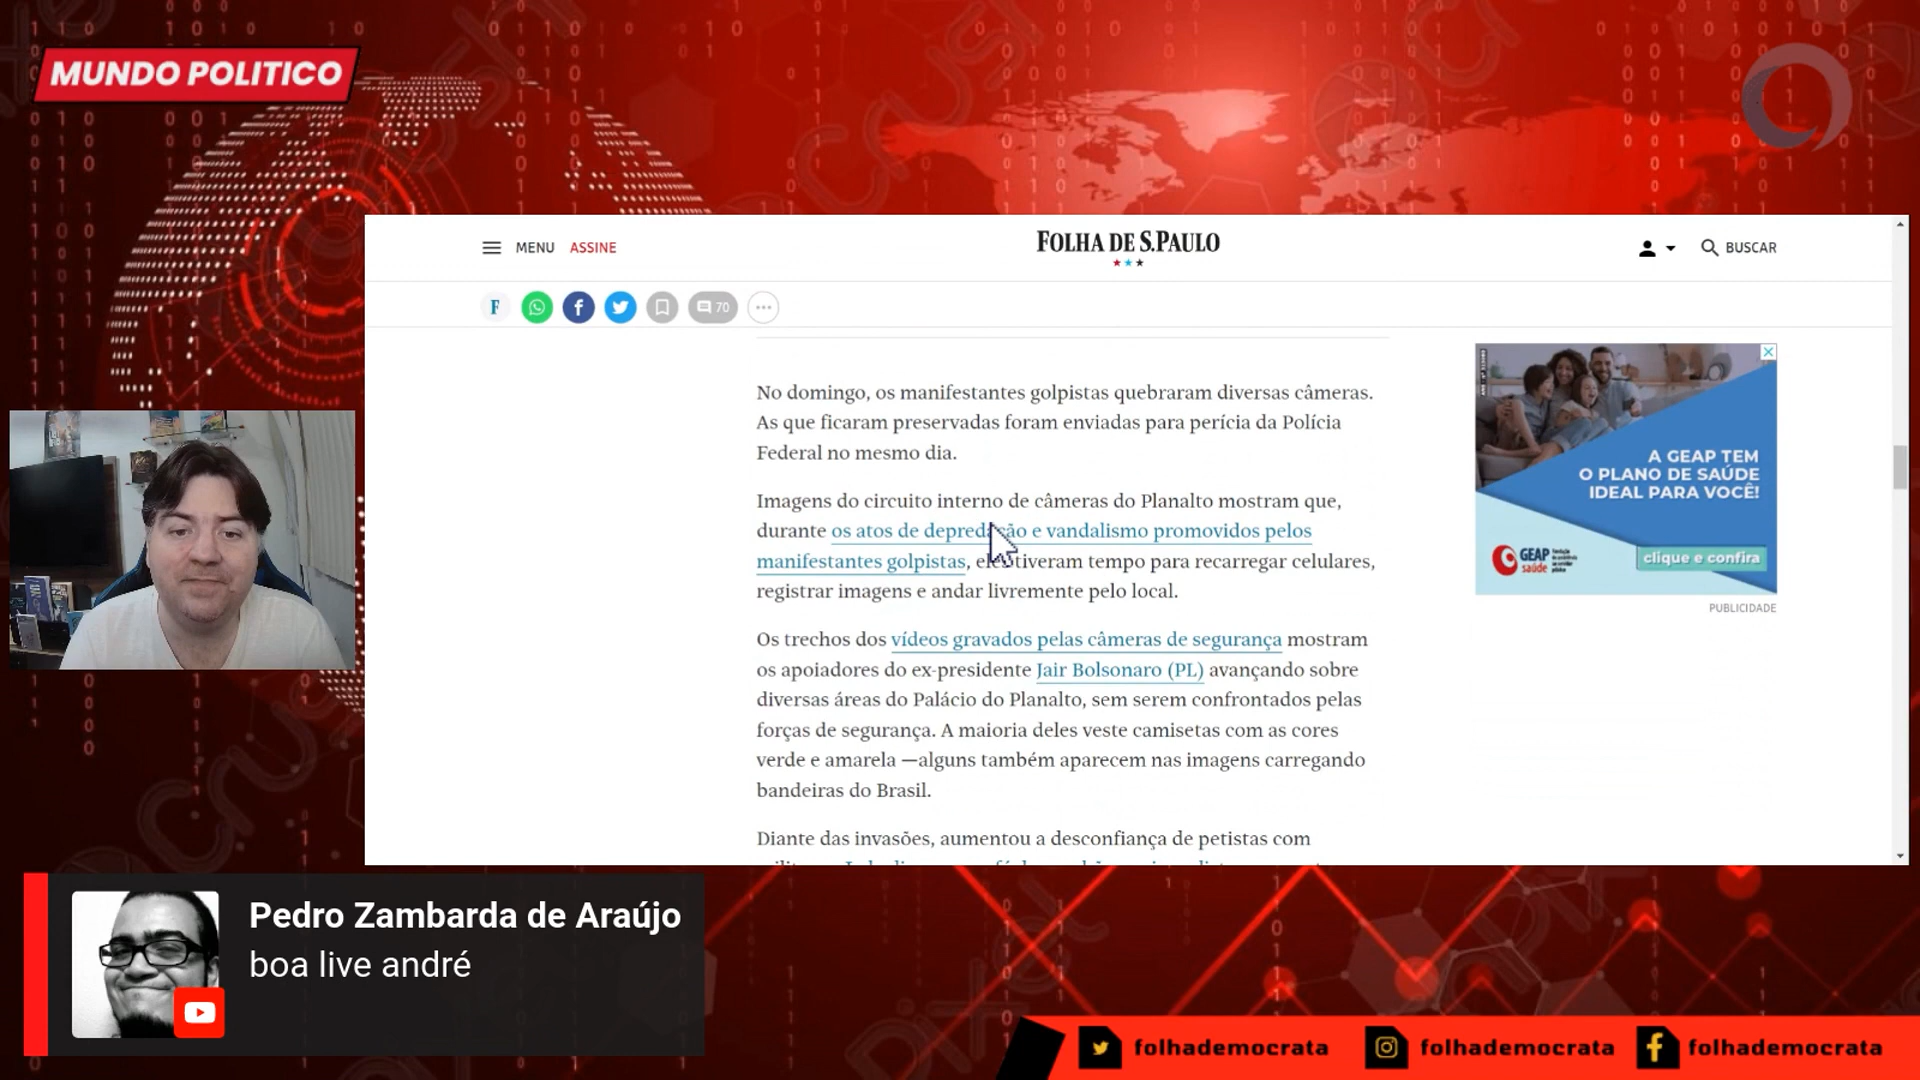 MUNDO POLITICO
MENU ASSINE
FOLHA DE S.PAULO
BUSCAR
F
f
70
No domingo, os manifestantes golpistas quebraram diversas câmeras.
As que ficaram preservadas foram enviadas para perícia da Polícia
Federal no mesmo dia.
Imagens do circuito interno de câmeras do Planalto mostram que,
durante os atos de depredação e vandalismo promovidos pelos
manifestantes golpistas, eles tiveram tempo para recarregar celulares,
registrar imagens e andar livremente pelo local.
Os trechos dos vídeos gravados pelas câmeras de segurança mostram
os apoiadores do ex-presidente Jair Bolsonaro (PL) avançando sobre
diversas áreas do Palácio do Planalto, sem serem confrontados pelas
forças de segurança. A maioria deles veste camisetas com as cores
verde e amarela —alguns também aparecem nas imagens carregando
bandeiras do Brasil.
Diante das invasões, aumentou a desconfiança de petistas com
A GEAP TEM
O PLANO DE SAÚDE
IDEAL PARA VOCÊ!
GEAP
saúde
clique e confira
PUBLICIDADE
Pedro Zambarda de Araújo
boa live andré
folhademocrata
folhademocrata
folhademocrata